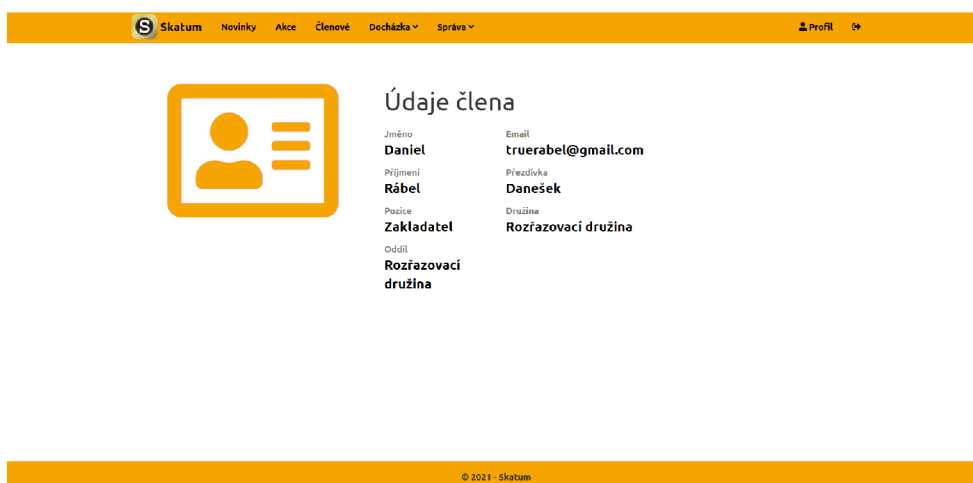 S Skatum Novinky Akce Členové Docházka Správa Profil
Údaje člena
Jméno Email
Daniel truerabel@gmail.com
Příjmení Přezdívka
Rábel Danešek
Pozice Družina
Zakladatel Rozřazovací družina
Oddíl
Rozřazovací
družina
© 2021 - Skatum